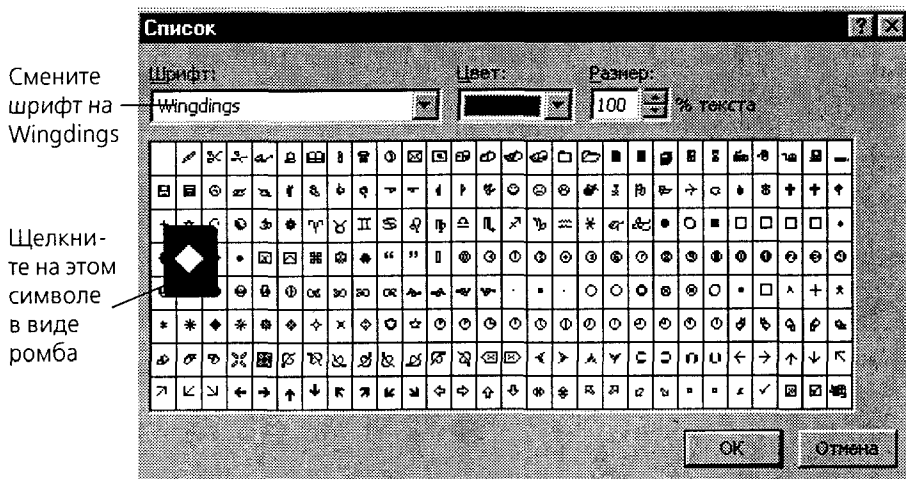 Список
Шрифт:
Цвет:
Размер:
Wingdings
100
% текста
Смените
шрифт на
Wingdings
Щелкни-
те на этом
символе
в виде
ромба
ОК
Отмена